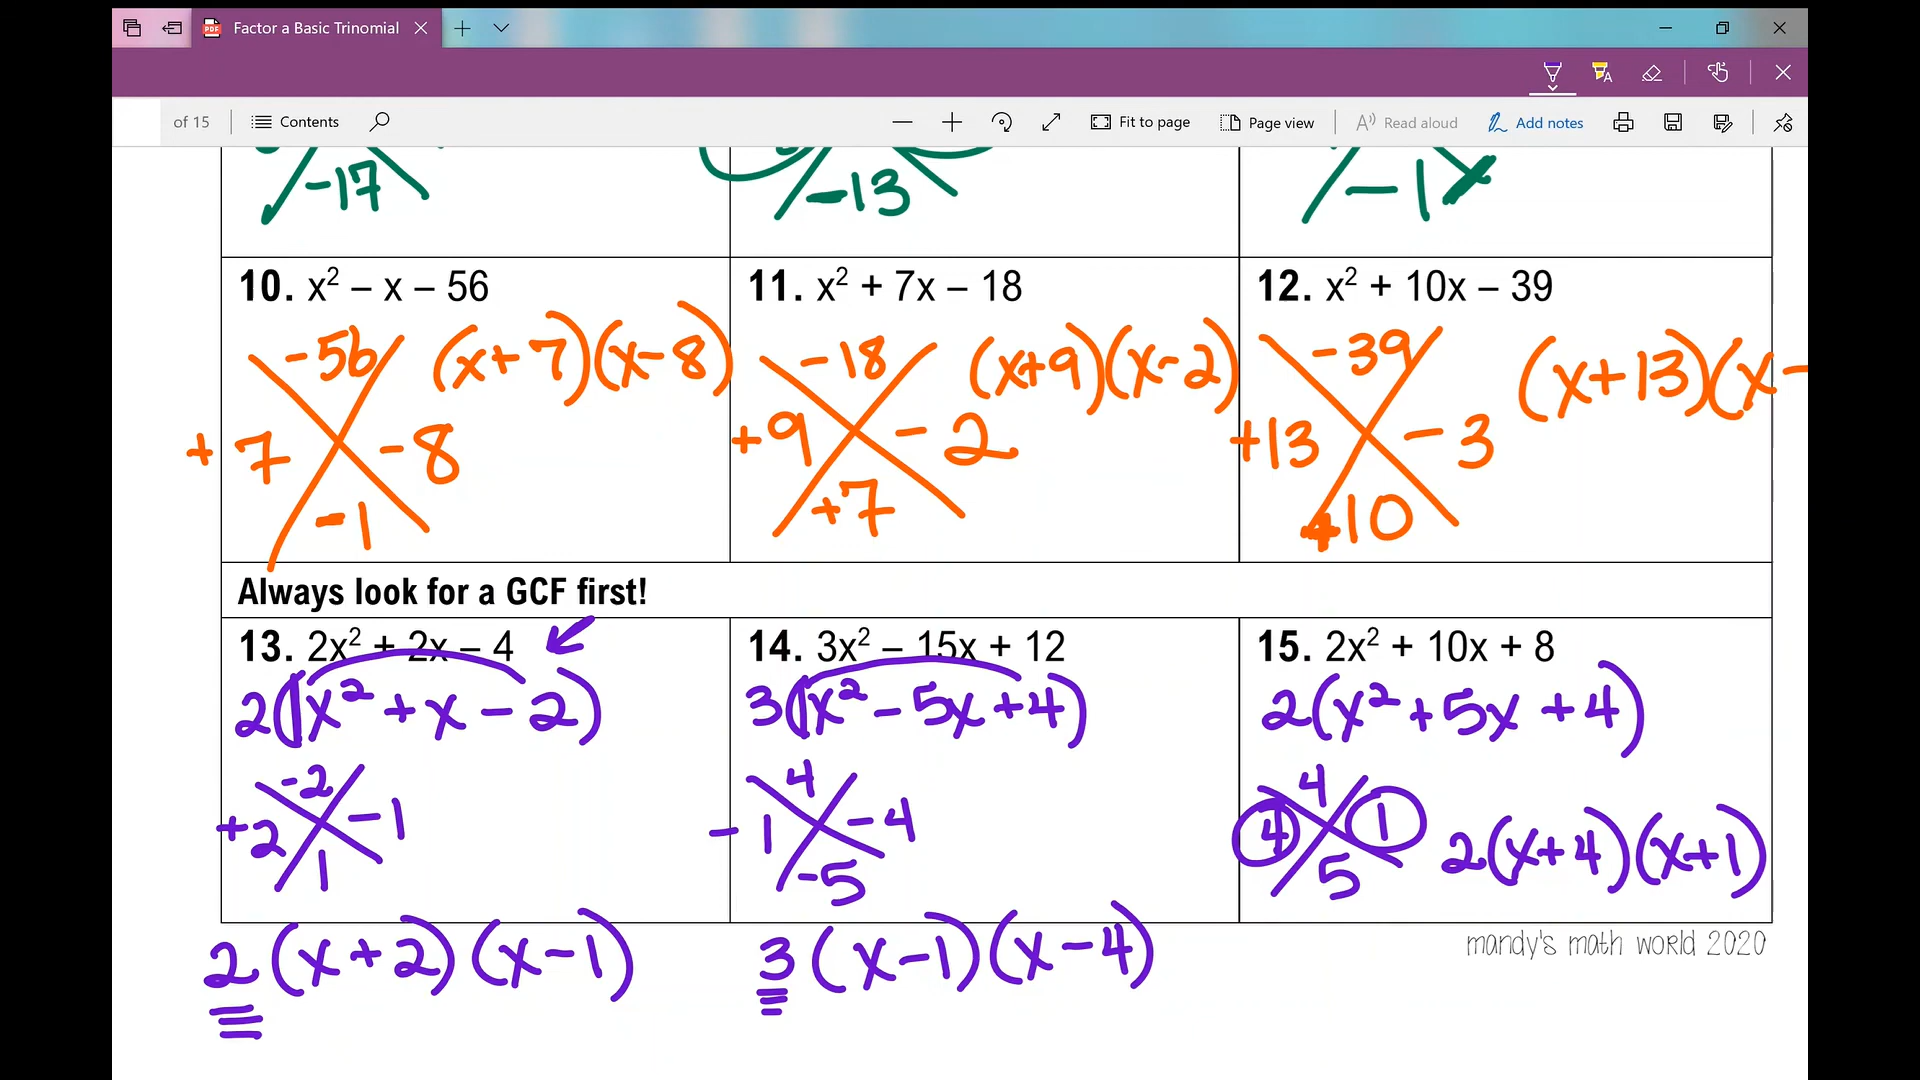 Factor a Basic Trinomial
of 15 Contents Fit to page Page view Read aloud Add notes
-17 -13 -1x
10. x² – x – 56 11. x² + 7x – 18 12. x² + 10x – 39
-56 (x+7)(x-8) -18 (x+9)(x-2) -39 (x+13)(x-
+7 -8 +9 -2 +13 -3
-1 +7 +10
Always look for a GCF first!
13. 2x² + 2x – 4 14. 3x² – 15x + 12 15. 2x² + 10x + 8
2(x² + x - 2) 3(x² - 5x + 4) 2(x² + 5x + 4)
-2 4 4
+2 -1 -1 -4 4 1 2(x+4)(x+1)
1 -5 5
2(x+2)(x-1) 3(x-1)(x-4)
mandy's math world 2020